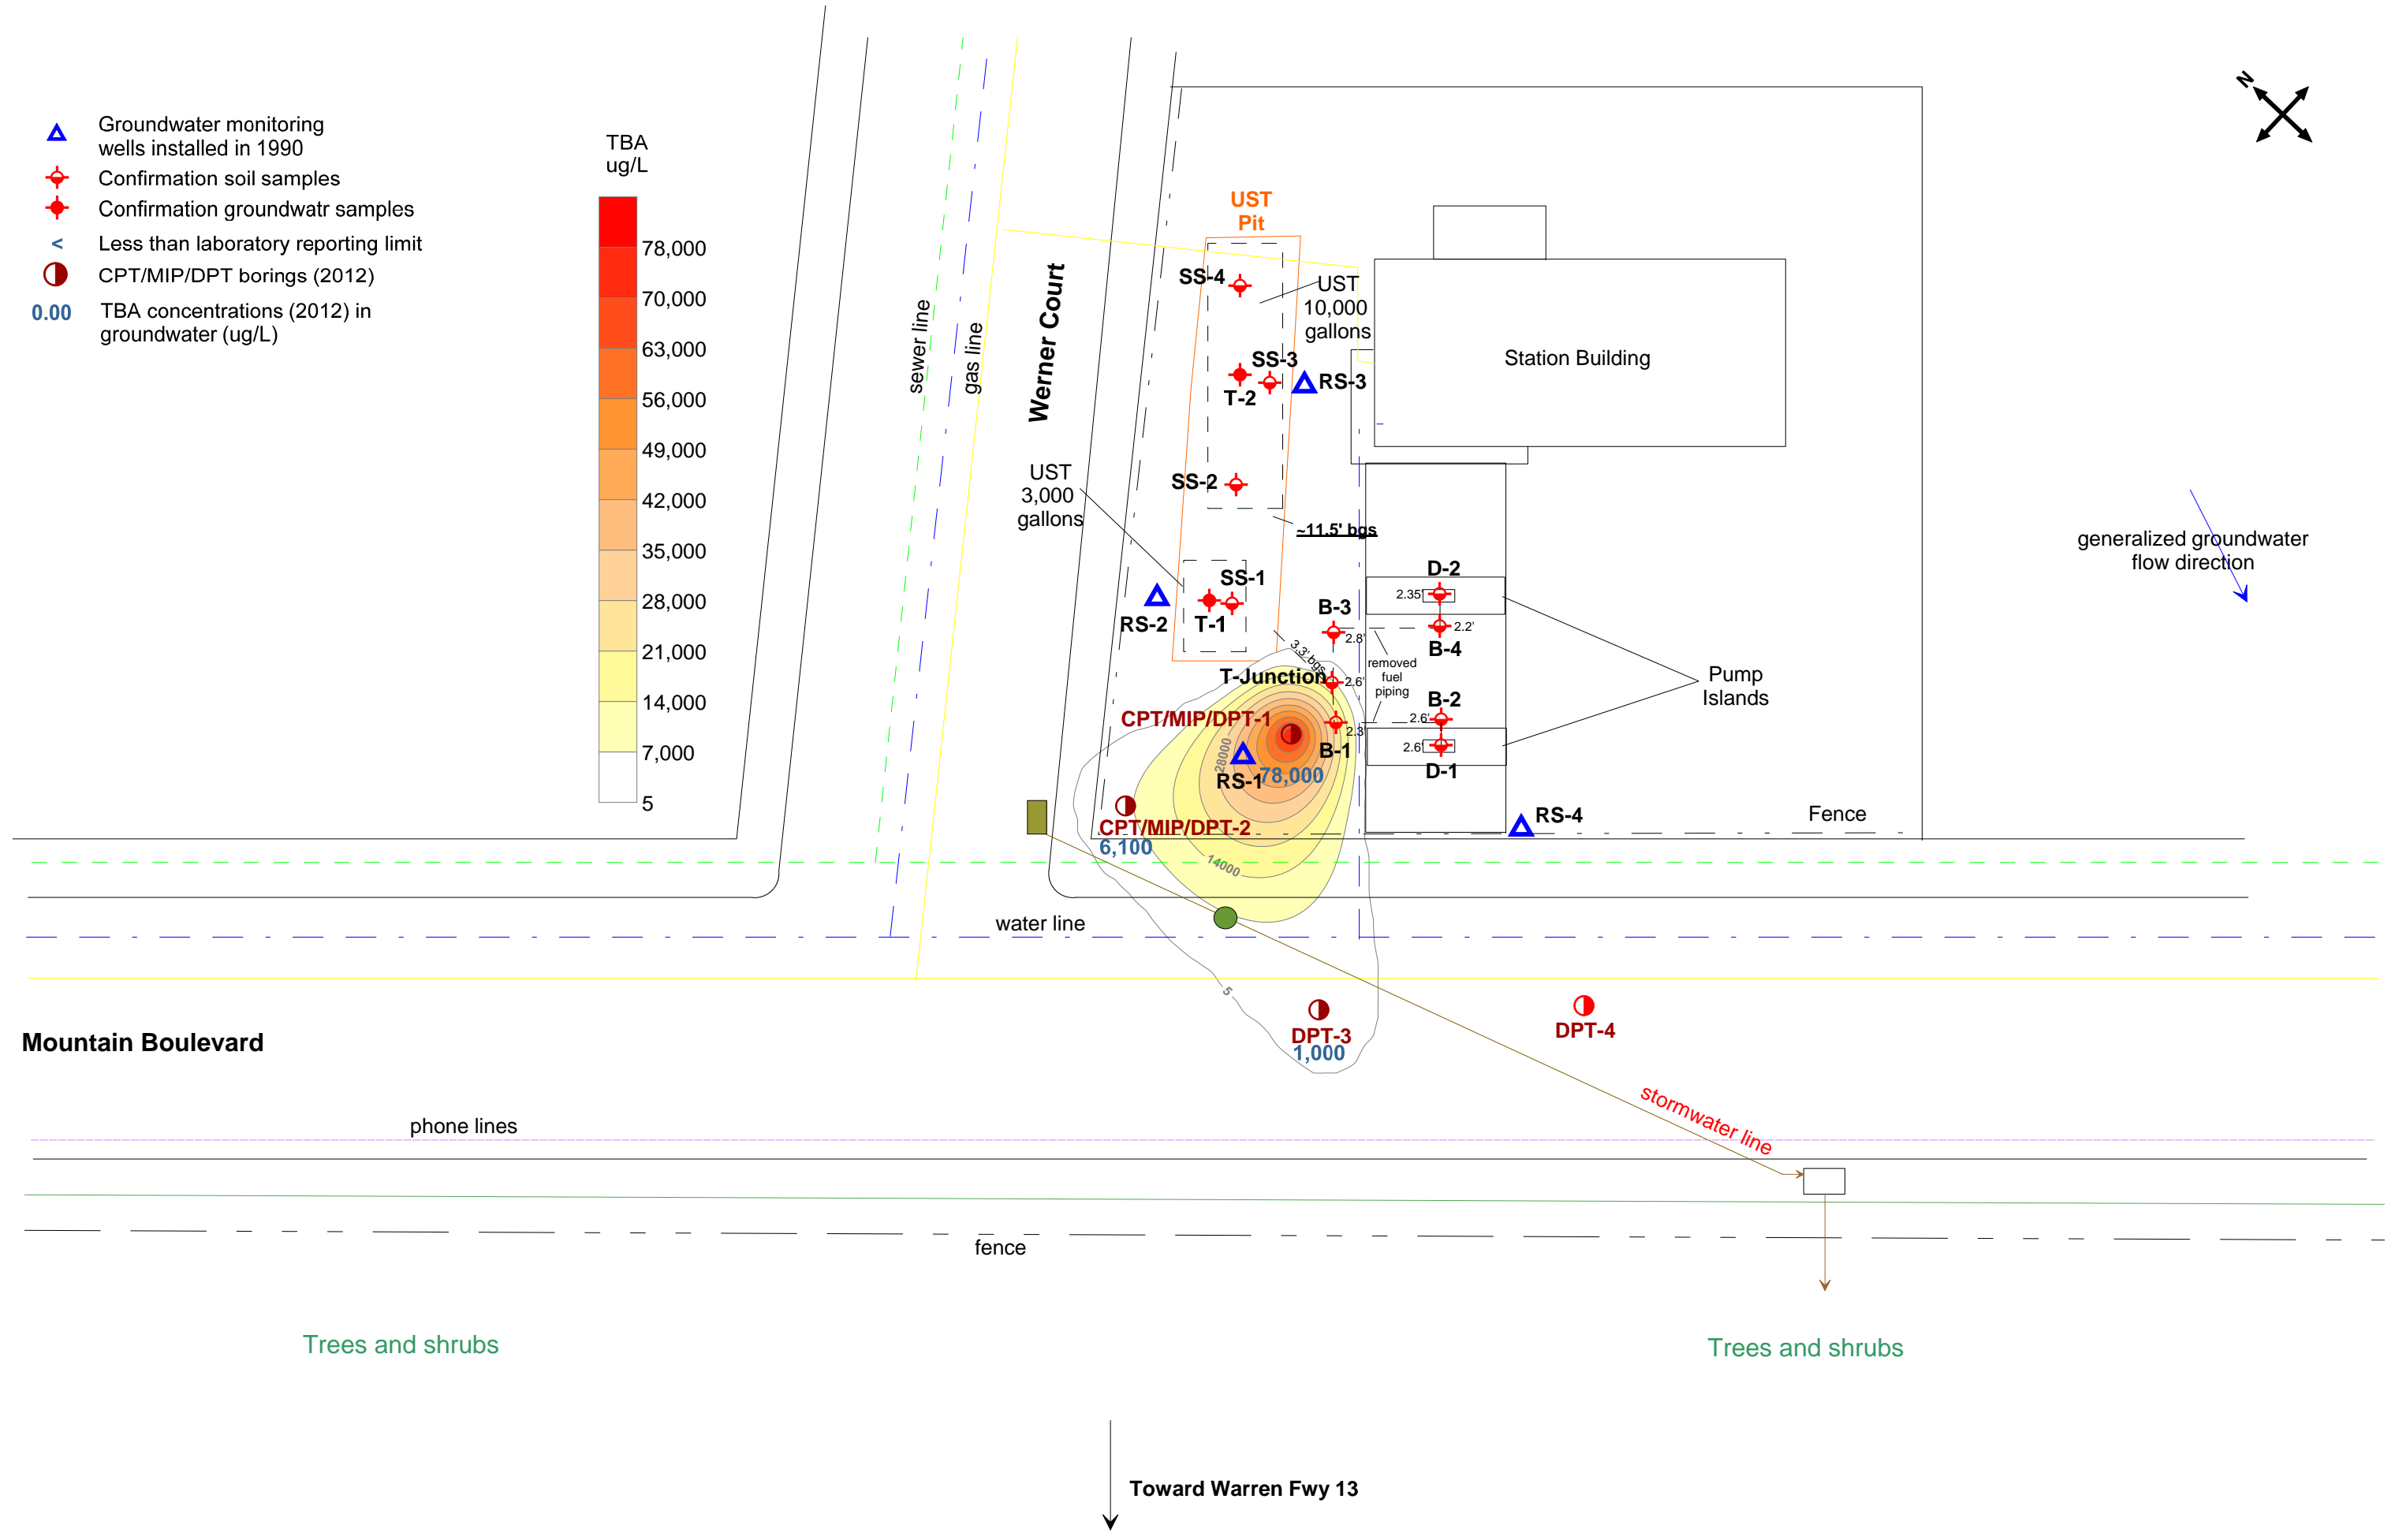 N
Groundwater monitoring
wells installed in 1990
Confirmation soil samples
Confirmation groundwatr samples
< Less than laboratory reporting limit
CPT/MIP/DPT borings (2012)
0.00 TBA concentrations (2012) in
groundwater (ug/L)
TBA
ug/L
78,000
70,000
63,000
56,000
49,000
42,000
35,000
28,000
21,000
14,000
7,000
5
sewer line
gas line
Werner Court
UST
Pit
SS-4
UST
10,000
gallons
SS-3
T-2
RS-3
Station Building
SS-2
UST
3,000
gallons
~11.5' bgs
generalized groundwater
flow direction
SS-1
T-1
RS-2
D-2
2.35'
B-3
2.8'
2.2'
B-4
3.3' bgs
removed
fuel
piping
T-Junction
2.6'
Pump
Islands
B-2
2.6'
CPT/MIP/DPT-1
2.3'
B-1
2.6'
D-1
28000
RS-1
78,000
RS-4
Fence
CPT/MIP/DPT-2
6,100
14000
water line
5
DPT-3
1,000
DPT-4
Mountain Boulevard
stormwater line
phone lines
fence
Trees and shrubs
Trees and shrubs
Toward Warren Fwy 13